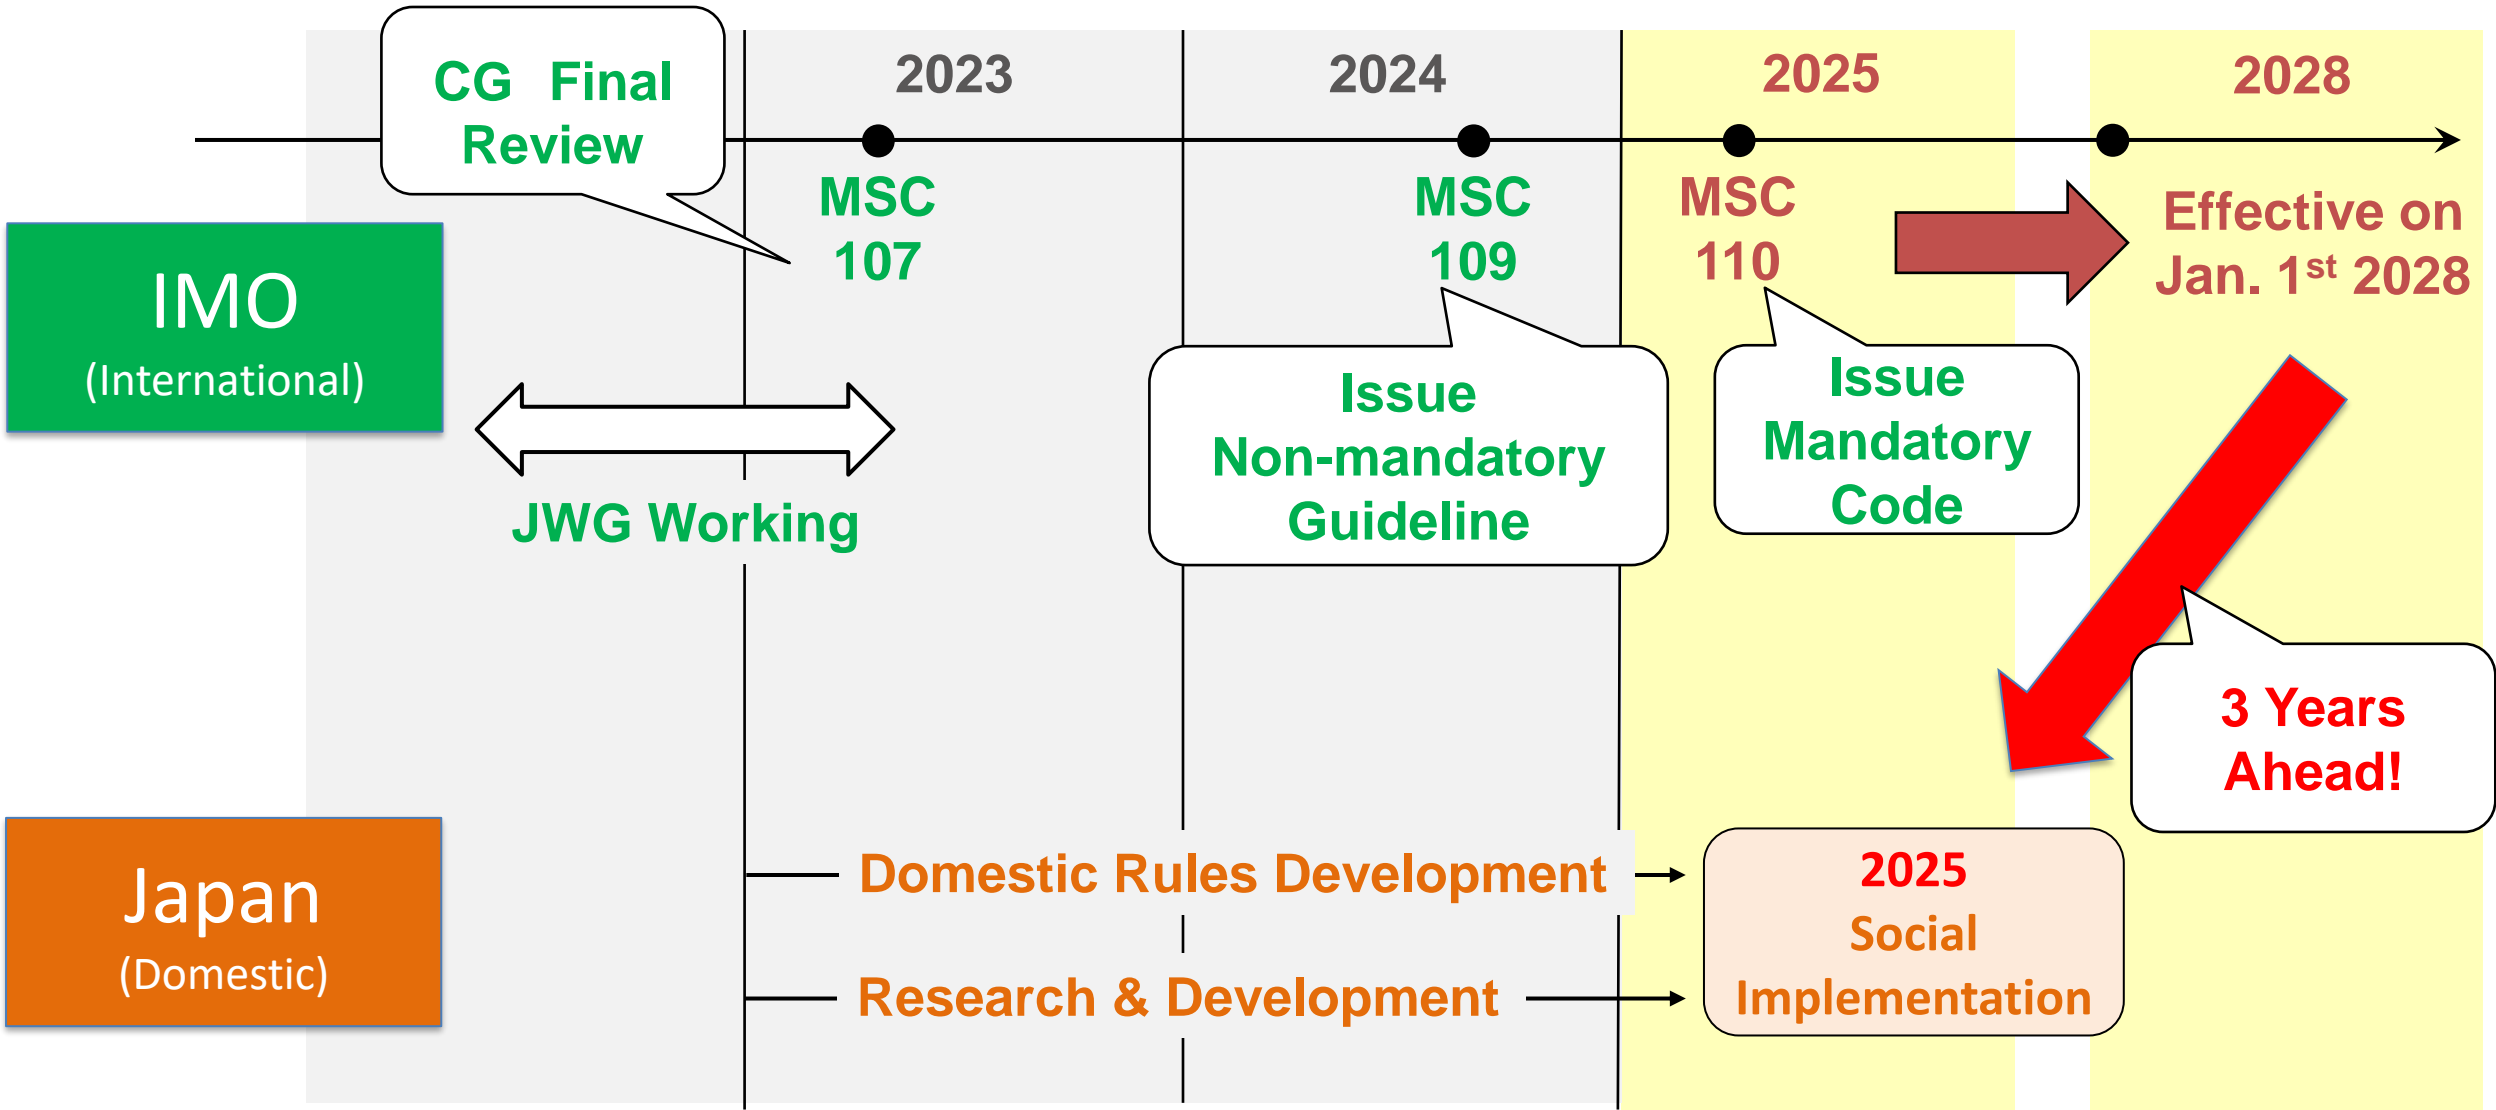 CG Final
Review
2023
2024
2025
2028
MSC
107
MSC
109
MSC
110
Effective on
Jan. 1st 2028
IMO
(International)
JWG Working
Issue
Non-mandatory
Guideline
Issue
Mandatory
Code
3 Years
Ahead!
Japan
(Domestic)
Domestic Rules Development
Research & Development
2025
Social
Implementation